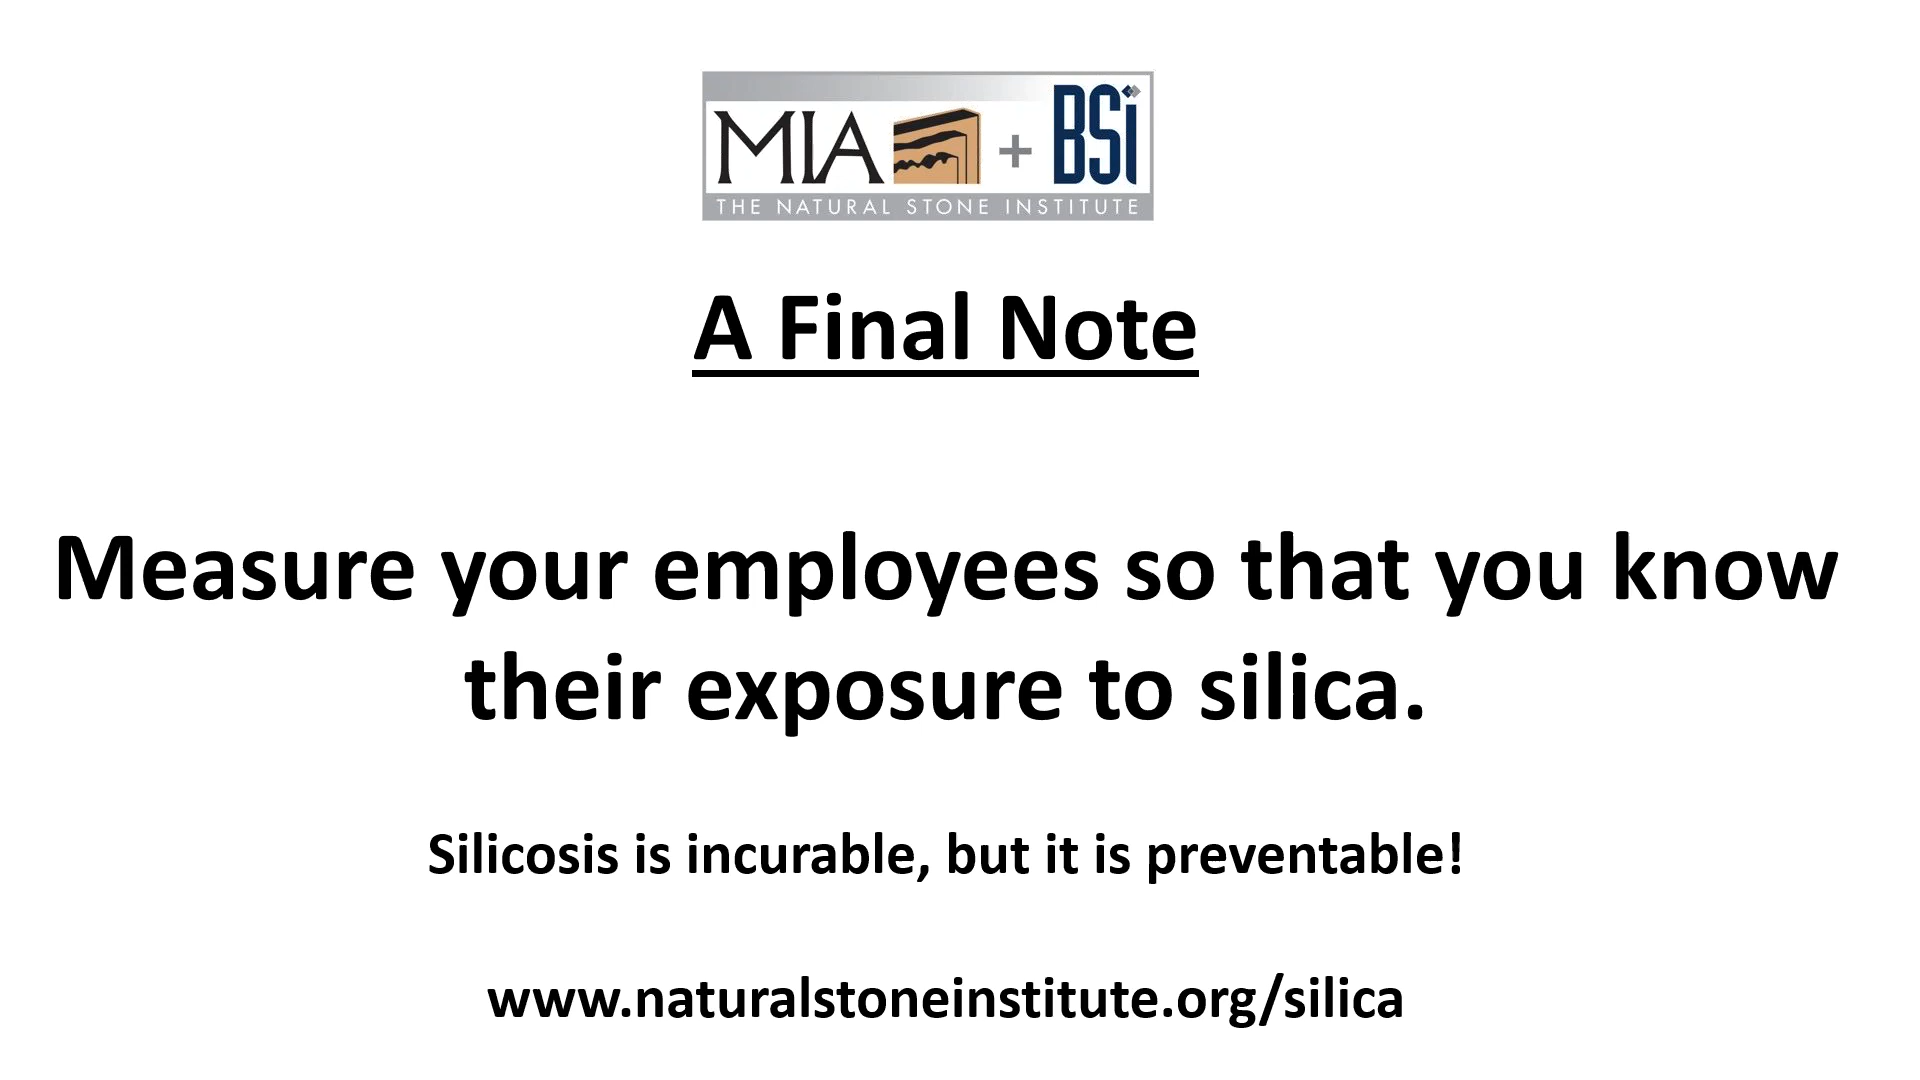 MIA + BSi
THE NATURAL STONE INSTITUTE
A Final Note
Measure your employees so that you know
their exposure to silica.
Silicosis is incurable, but it is preventable!
www.naturalstoneinstitute.org/silica